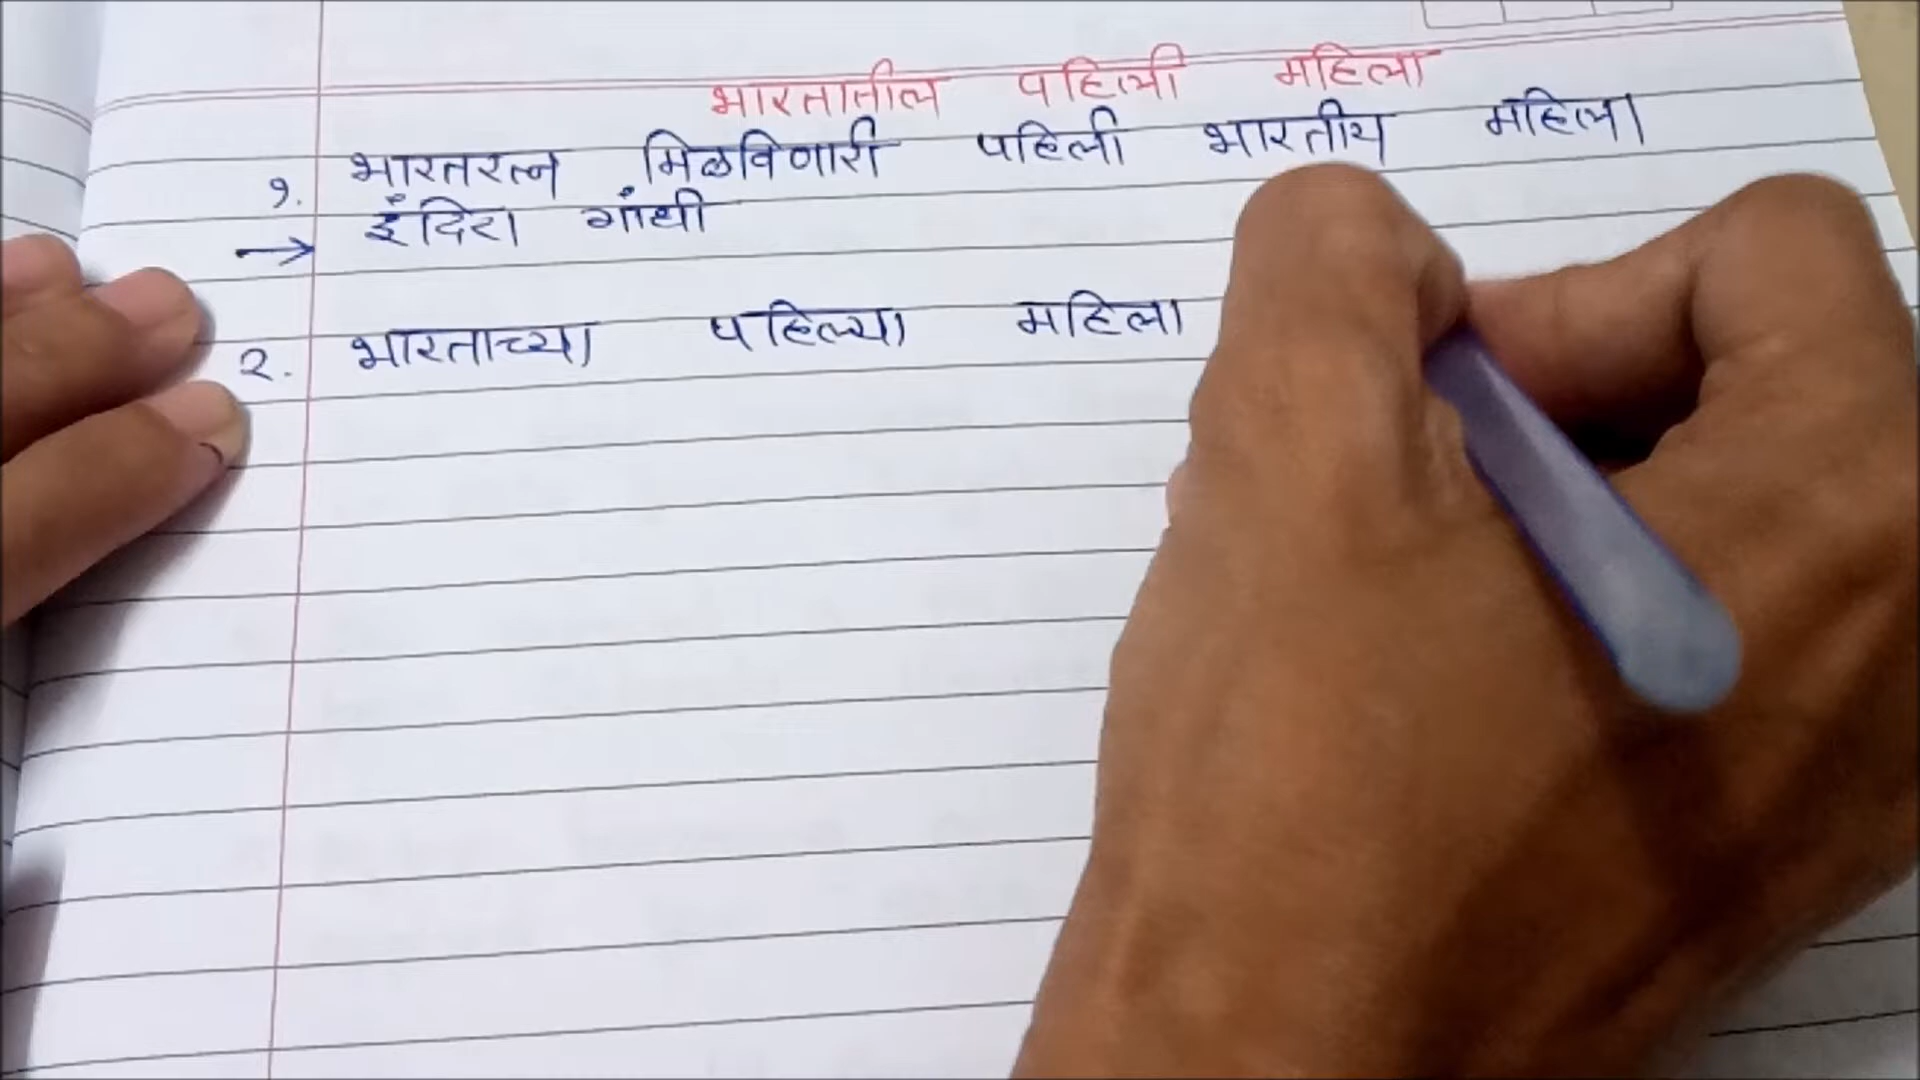 भारतातील पहिली महिला
१. भारतरत्न मिळविणारी पहिली भारतीय महिला
→ इंदिरा गांधी
२. भारताच्या पहिल्या महिला